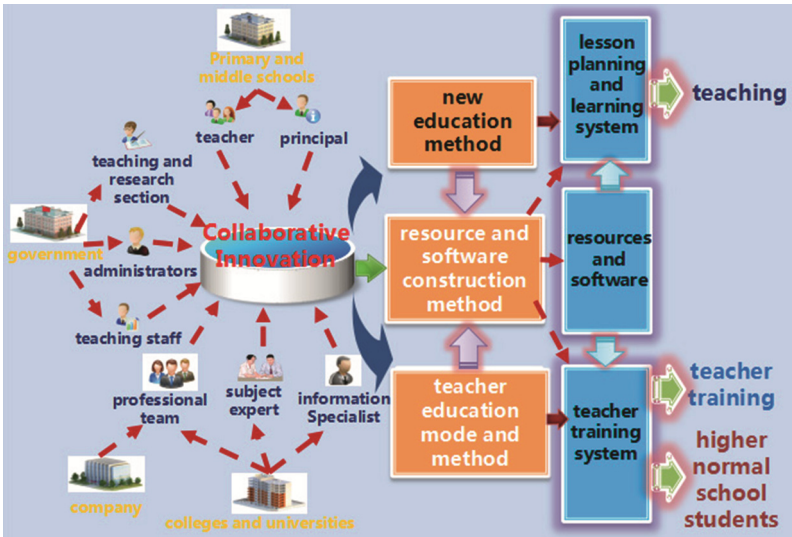 Primary and
middle schools
teacher
principal
teaching and
research
section
government
administrators
teaching staff
Collaborative
Innovation
professional
team
subject
expert
information
Specialist
company
colleges and universities
new
education
method
resource and
software
construction
method
teacher
education
mode and
method
lesson
planning
and
learning
system
resources
and
software
teacher
training
system
teaching
teacher
training
higher
normal
school
students